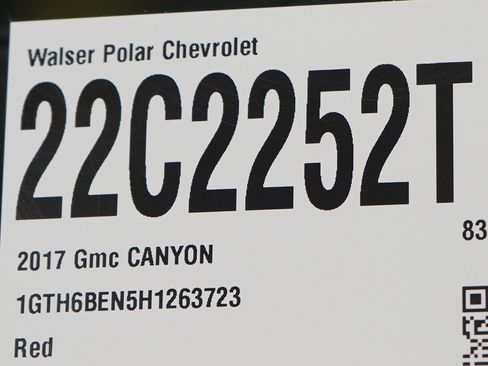 Walser Polar Chevrolet
22C2252T
83
2017 Gmc CANYON
1GTH6BEN5H1263723
Red